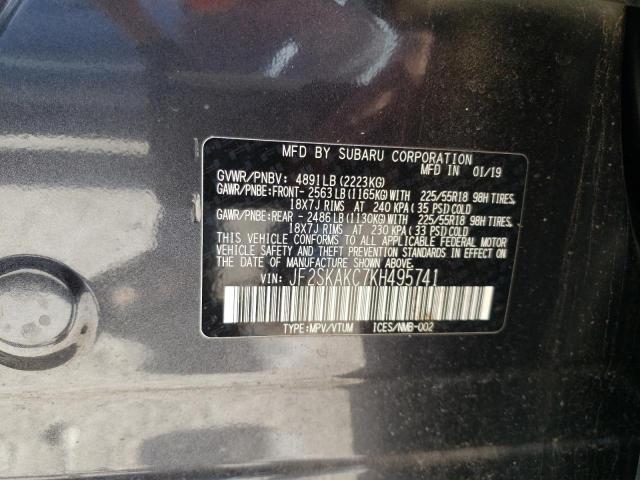 MFD BY SUBARU CORPORATION
MFD IN 01/19
GVWR/PNBV: 4891LB (2223KG)
GAWR/PNBE:FRONT- 2563 LB (1165KG) WITH 225/55R18 98H TIRES,
18X7J RIMS AT 240 KPA (35 PSI) COLD
GAWR/PNBE: REAR - 2486 LB (1130KG) WITH 225/55R18 98H TIRES,
18X7J RIMS AT 230 KPA (33 PSI) COLD
THIS VEHICLE CONFORMS TO ALL APPLICABLE FEDERAL MOTOR
VEHICLE SAFETY AND THEFT PREVENTION STANDARDS IN EFFECT
ON THE DATE OF MANUFACTURE SHOWN ABOVE.
VIN: JF2SKAKC7KH495741
TYPE:MPV/VTUM ICES/NMB-002